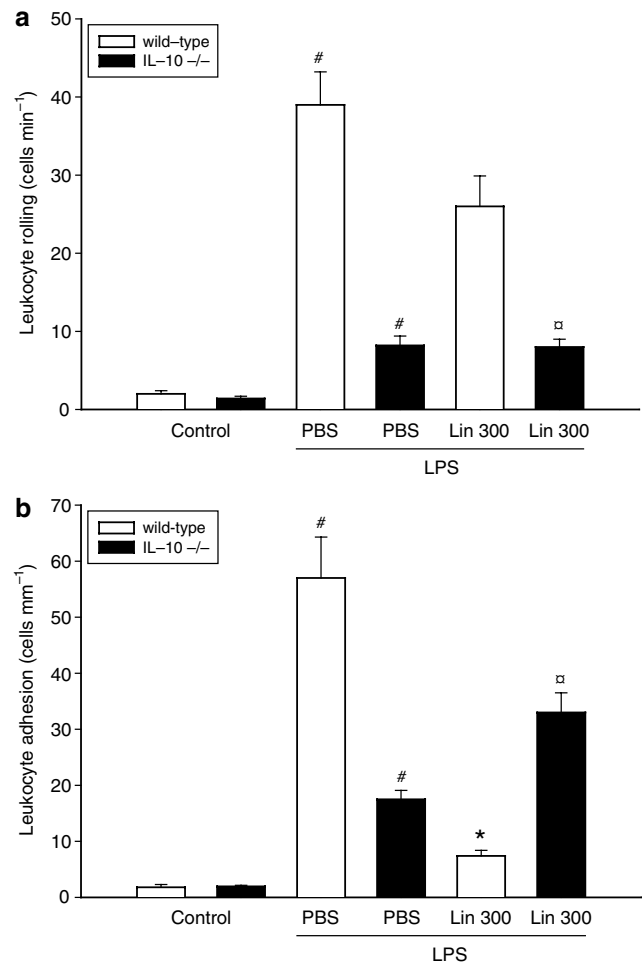 a
Leukocyte rolling (cells min⁻¹)
50
40
30
20
10
0
wild–type
IL–10 –/–
#
#
¤
Control
PBS
PBS
Lin 300
Lin 300
LPS
b
Leukocyte adhesion (cells mm⁻¹)
70
60
50
40
30
20
10
0
wild-type
IL–10 –/–
#
#
*
¤
Control
PBS
PBS
Lin 300
Lin 300
LPS